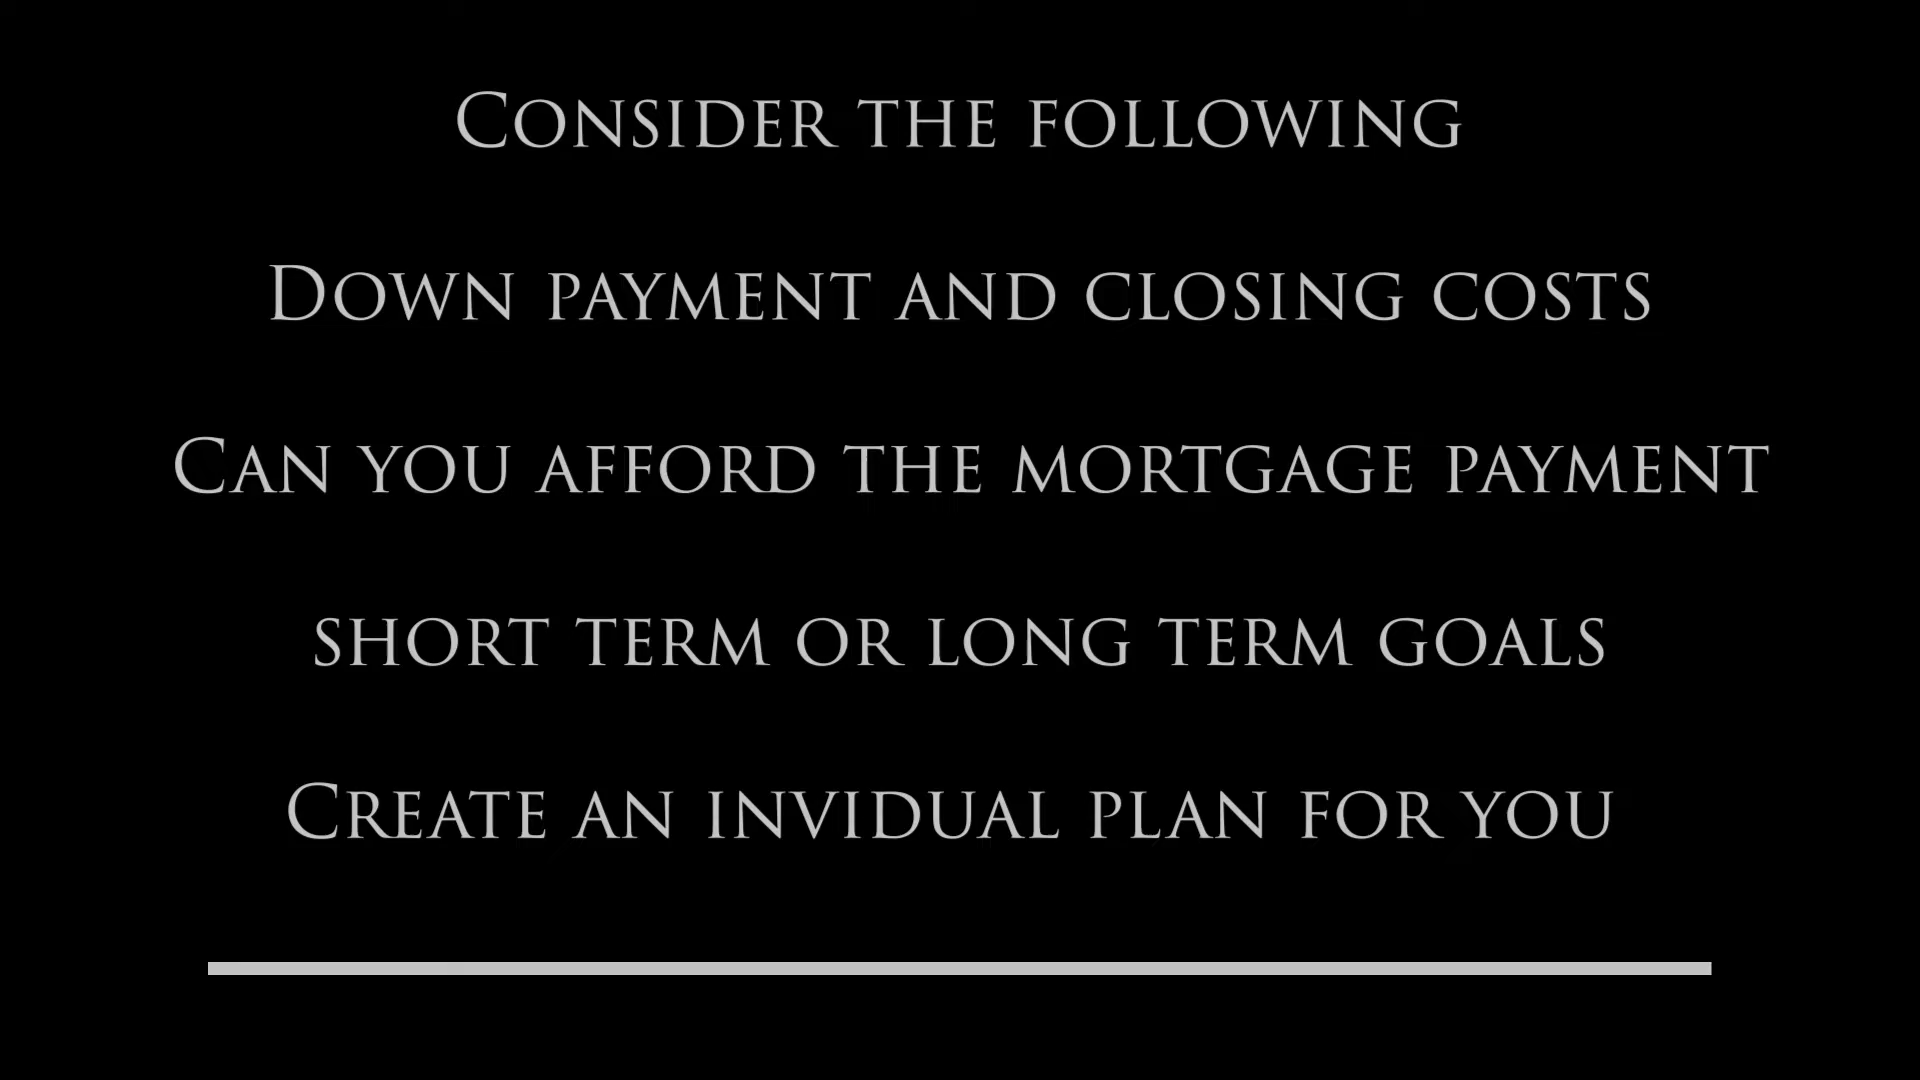 Consider the following
Down payment and closing costs
Can you afford the mortgage payment
short term or long term goals
Create an invidual plan for you